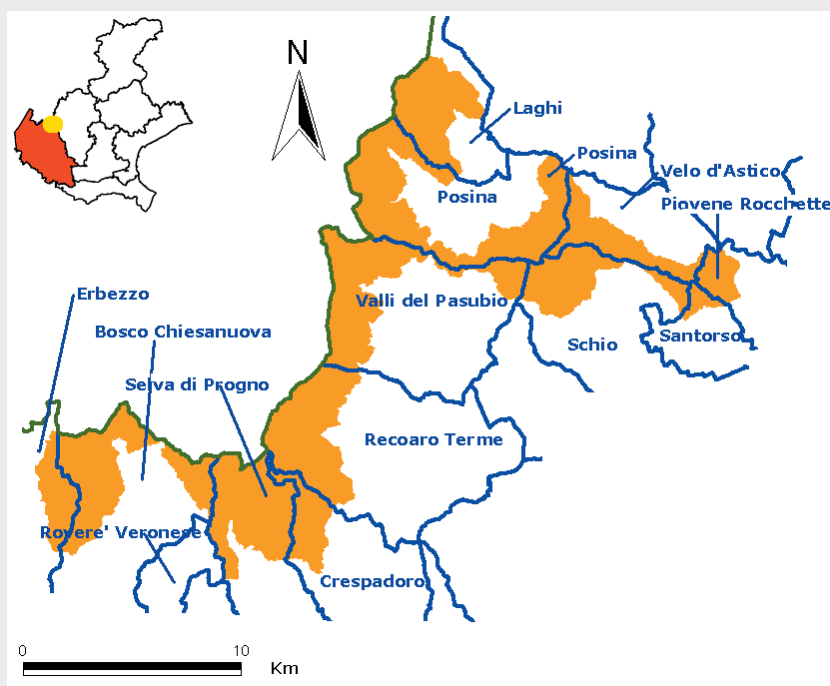 N
Laghi
Posina
Velo d'Astico
Posina
Piovene Rocchette
Erbezzo
Valli del Pasubio
Bosco Chiesanuova
Schio
Santorso
Selva di Progno
Recoaro Terme
Rovere' Veronese
Crespadoro
0 10
Km